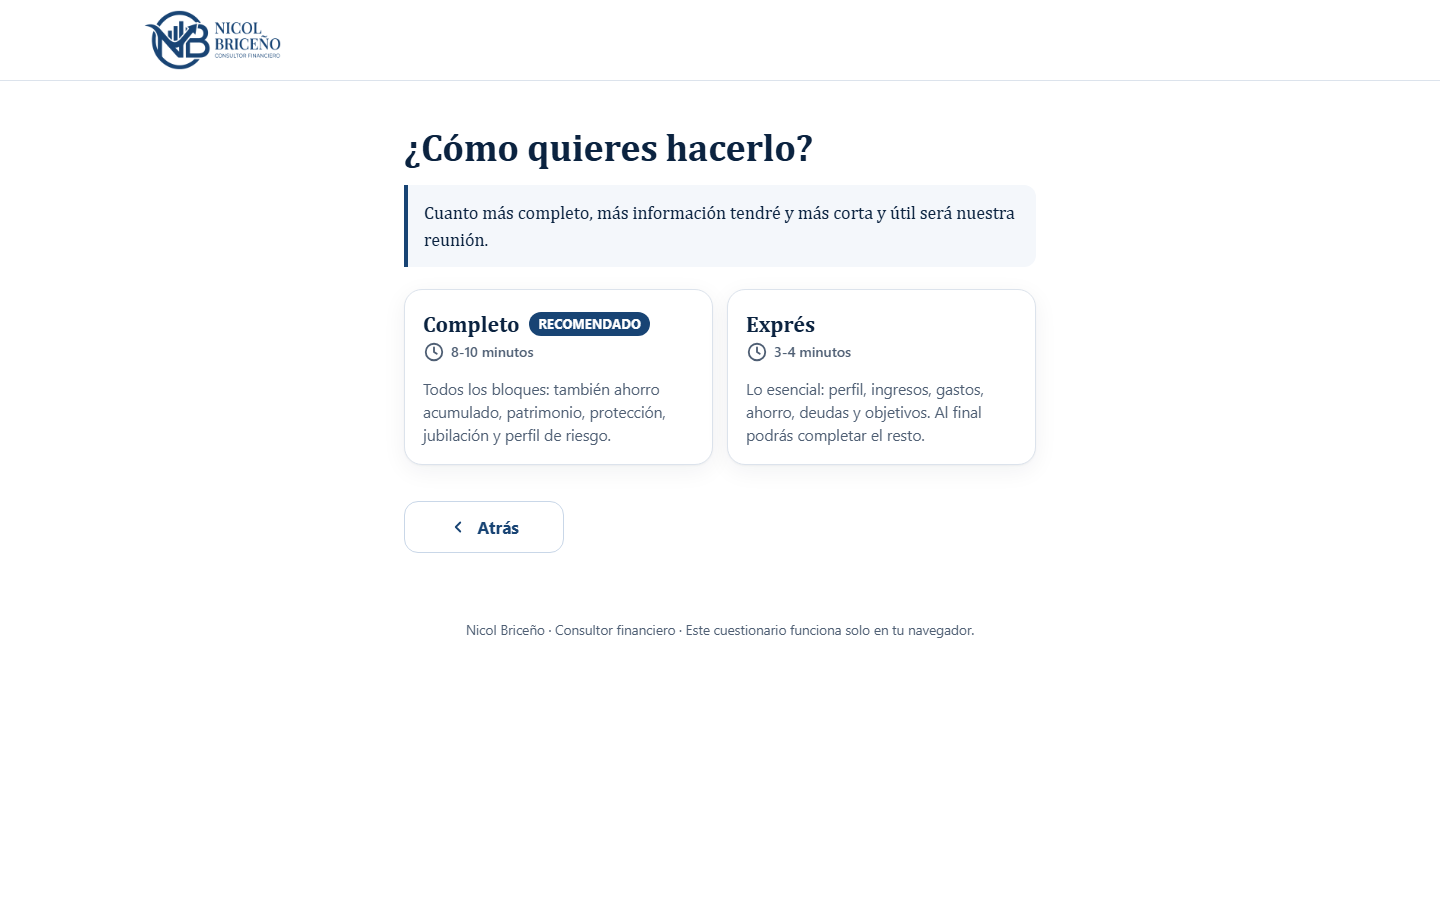 NICOL
BRICEÑO
CONSULTOR FINANCIERO
¿Cómo quieres hacerlo?
Cuanto más completo, más información tendré y más corta y útil será nuestra
reunión.
Completo RECOMENDADO
8-10 minutos
Todos los bloques: también ahorro
acumulado, patrimonio, protección,
jubilación y perfil de riesgo.
Exprés
3-4 minutos
Lo esencial: perfil, ingresos, gastos,
ahorro, deudas y objetivos. Al final
podrás completar el resto.
Atrás
Nicol Briceño · Consultor financiero · Este cuestionario funciona solo en tu navegador.